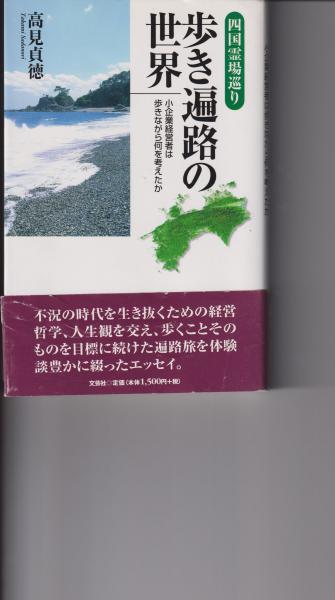 四国霊場巡り
歩き遍路の
世界
小企業経営者は
歩きながら何を考えたか
高見貞徳
Takami Sadanori
不況の時代を生き抜くための経営
哲学、人生観を交え、歩くことその
ものを目標に続けた遍路旅を体験
談豊かに綴ったエッセイ。
文芸社◎定価(本体1,500円+税)